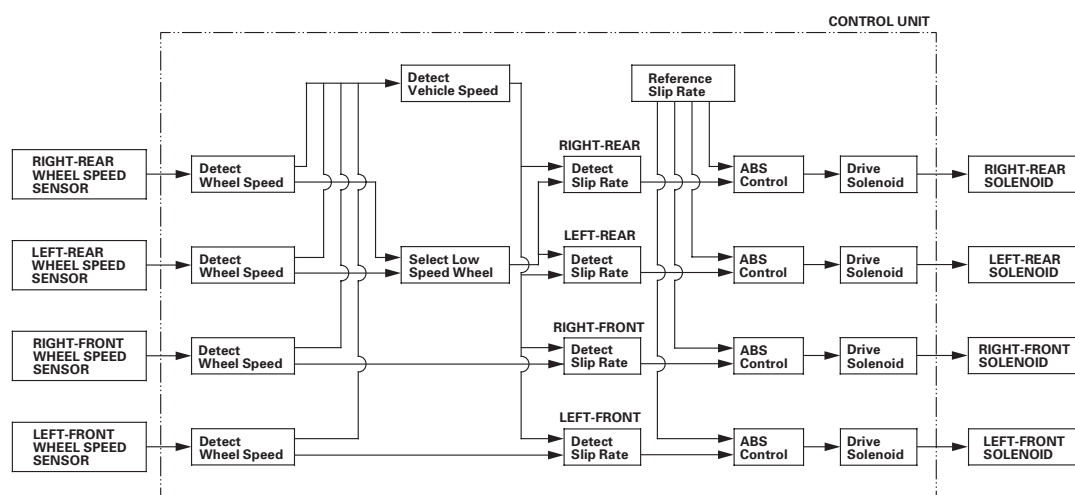 CONTROL UNIT
Detect
Vehicle Speed
Reference
Slip Rate
RIGHT-REAR
WHEEL SPEED
SENSOR
Detect
Wheel Speed
RIGHT-REAR
Detect
Slip Rate
ABS
Control
Drive
Solenoid
RIGHT-REAR
SOLENOID
LEFT-REAR
WHEEL SPEED
SENSOR
Detect
Wheel Speed
Select Low
Speed Wheel
LEFT-REAR
Detect
Slip Rate
ABS
Control
Drive
Solenoid
LEFT-REAR
SOLENOID
RIGHT-FRONT
WHEEL SPEED
SENSOR
Detect
Wheel Speed
RIGHT-FRONT
Detect
Slip Rate
ABS
Control
Drive
Solenoid
RIGHT-FRONT
SOLENOID
LEFT-FRONT
WHEEL SPEED
SENSOR
Detect
Wheel Speed
LEFT-FRONT
Detect
Slip Rate
ABS
Control
Drive
Solenoid
LEFT-FRONT
SOLENOID